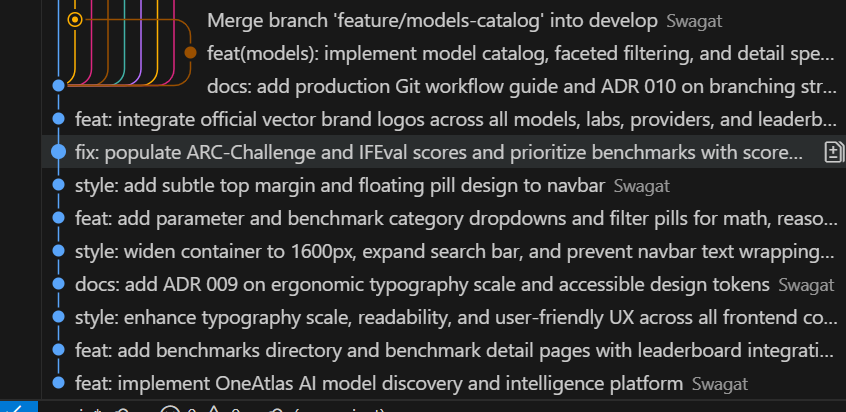 Merge branch 'feature/models-catalog' into develop Swagat
feat(models): implement model catalog, faceted filtering, and detail spe...
docs: add production Git workflow guide and ADR 010 on branching str...
feat: integrate official vector brand logos across all models, labs, providers, and leaderb...
fix: populate ARC-Challenge and IFEval scores and prioritize benchmarks with score...
style: add subtle top margin and floating pill design to navbar Swagat
feat: add parameter and benchmark category dropdowns and filter pills for math, reaso...
style: widen container to 1600px, expand search bar, and prevent navbar text wrapping...
docs: add ADR 009 on ergonomic typography scale and accessible design tokens Swagat
style: enhance typography scale, readability, and user-friendly UX across all frontend co...
feat: add benchmarks directory and benchmark detail pages with leaderboard integrati...
feat: implement OneAtlas AI model discovery and intelligence platform Swagat